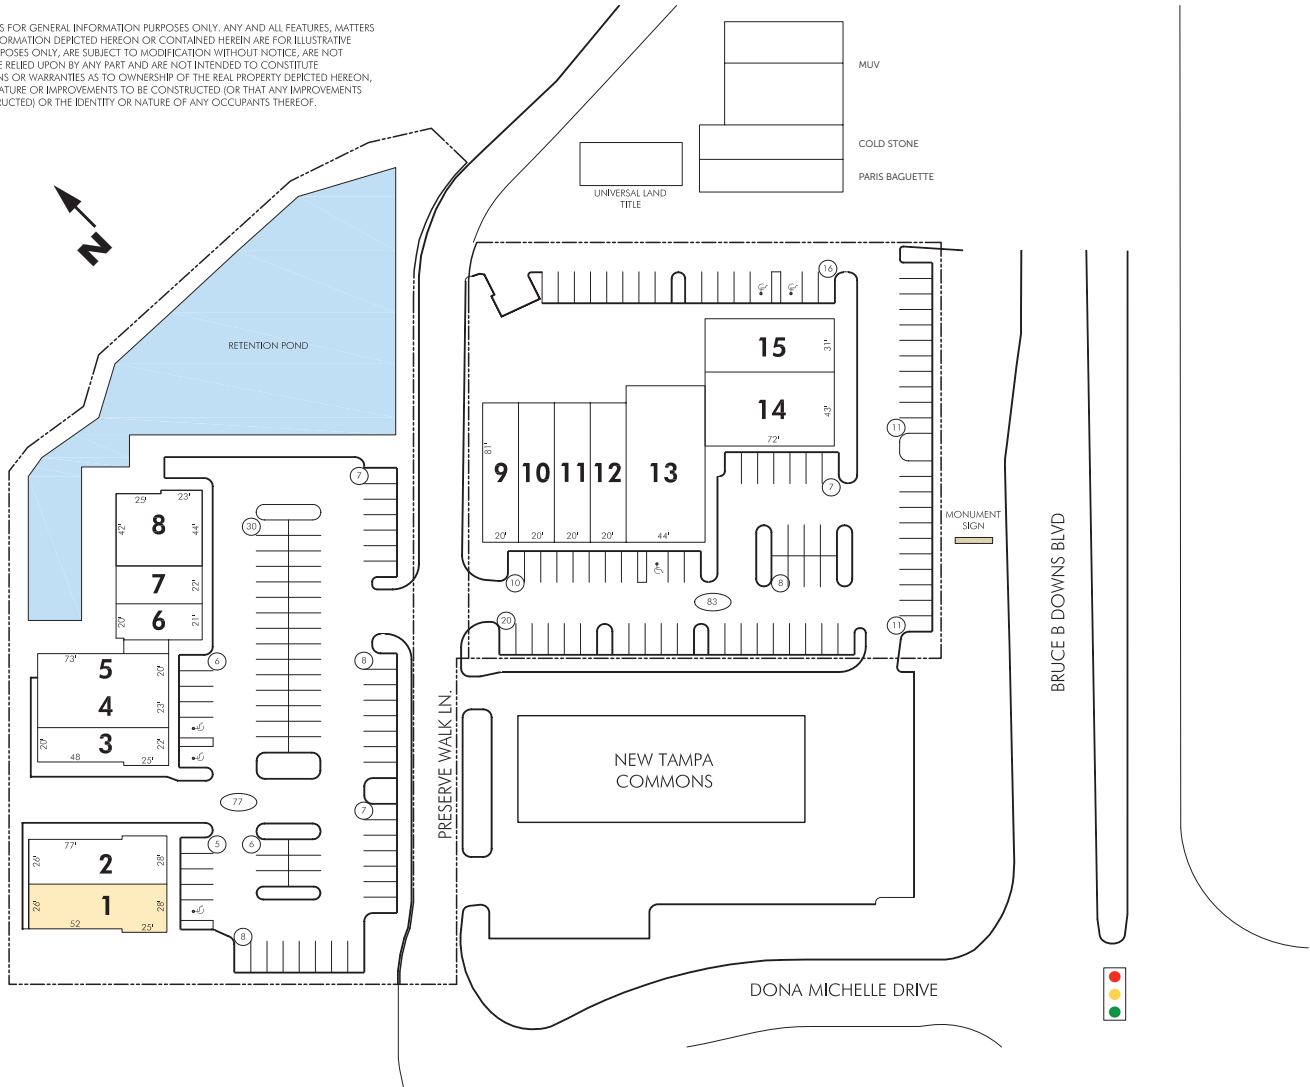 S FOR GENERAL INFORMATION PURPOSES ONLY. ANY AND ALL FEATURES, MATTERS
ORMATION DEPICTED HEREON OR CONTAINED HEREIN ARE FOR ILLUSTRATIVE
POSES ONLY, ARE SUBJECT TO MODIFICATION WITHOUT NOTICE, ARE NOT
E RELIED UPON BY ANY PART AND ARE NOT INTENDED TO CONSTITUTE
NS OR WARRANTIES AS TO OWNERSHIP OF THE REAL PROPERTY DEPICTED HEREON,
ATURE OR IMPROVEMENTS TO BE CONSTRUCTED (OR THAT ANY IMPROVEMENTS
RUCTED) OR THE IDENTITY OR NATURE OF ANY OCCUPANTS THEREOF.
MUV
COLD STONE
PARIS BAGUETTE
UNIVERSAL LAND
TITLE
N
RETENTION POND
16
15
31'
14
43'
72'
11
7
81'
9
10
11
12
13
20'
20'
20'
20'
44'
MONUMENT
SIGN
10
8
83
20
11
7
30
25'
23'
42'
8
44'
7
22'
20'
6
21'
6
8
73'
5
20'
4
23'
20'
3
22'
48
25'
77
7
5
6
77'
26'
2
28'
26'
1
28'
52
25'
8
PRESERVE WALK LN.
NEW TAMPA
COMMONS
BRUCE B DOWNS BLVD
DONA MICHELLE DRIVE